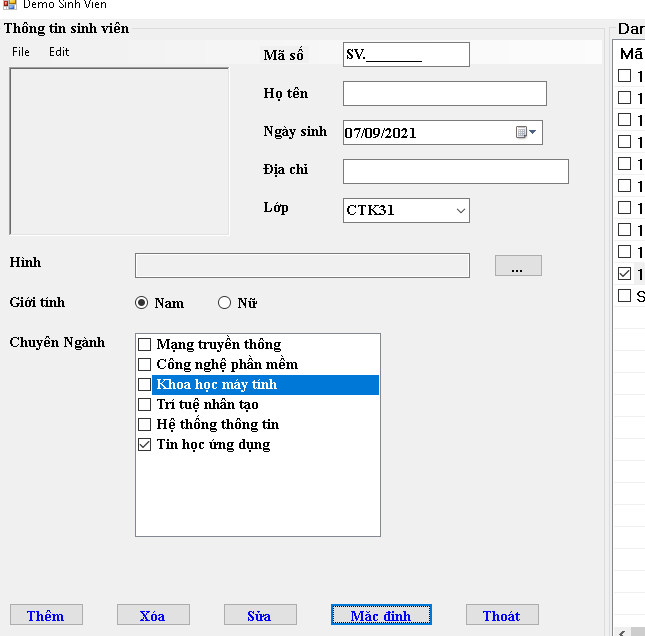 Demo Sinh Vien
Thông tin sinh viên
File Edit
Mã số SV._______
Họ tên
Ngày sinh 07/09/2021
Địa chỉ
Lớp CTK31
Hình ...
Giới tính Nam Nữ
Chuyên Ngành
Mạng truyền thông
Công nghệ phần mềm
Khoa học máy tính
Trí tuệ nhân tạo
Hệ thống thông tin
Tin học ứng dụng
Thêm Xóa Sửa Mặc định Thoát
Mã
1
1
1
1
1
1
1
1
1
1
S